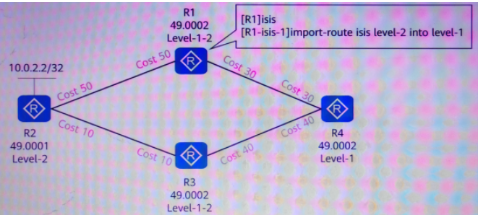 R1
49.0002
Level-1-2
[R1]isis
[R1-isis-1]import-route isis level-2 into level-1
10.0.2.2/32
Cost 50
Cost 50
Cost 30
Cost 30
R2
49.0001
Level-2
Cost 10
Cost 10
Cost 40
Cost 40
R4
49.0002
Level-1
R3
49.0002
Level-1-2